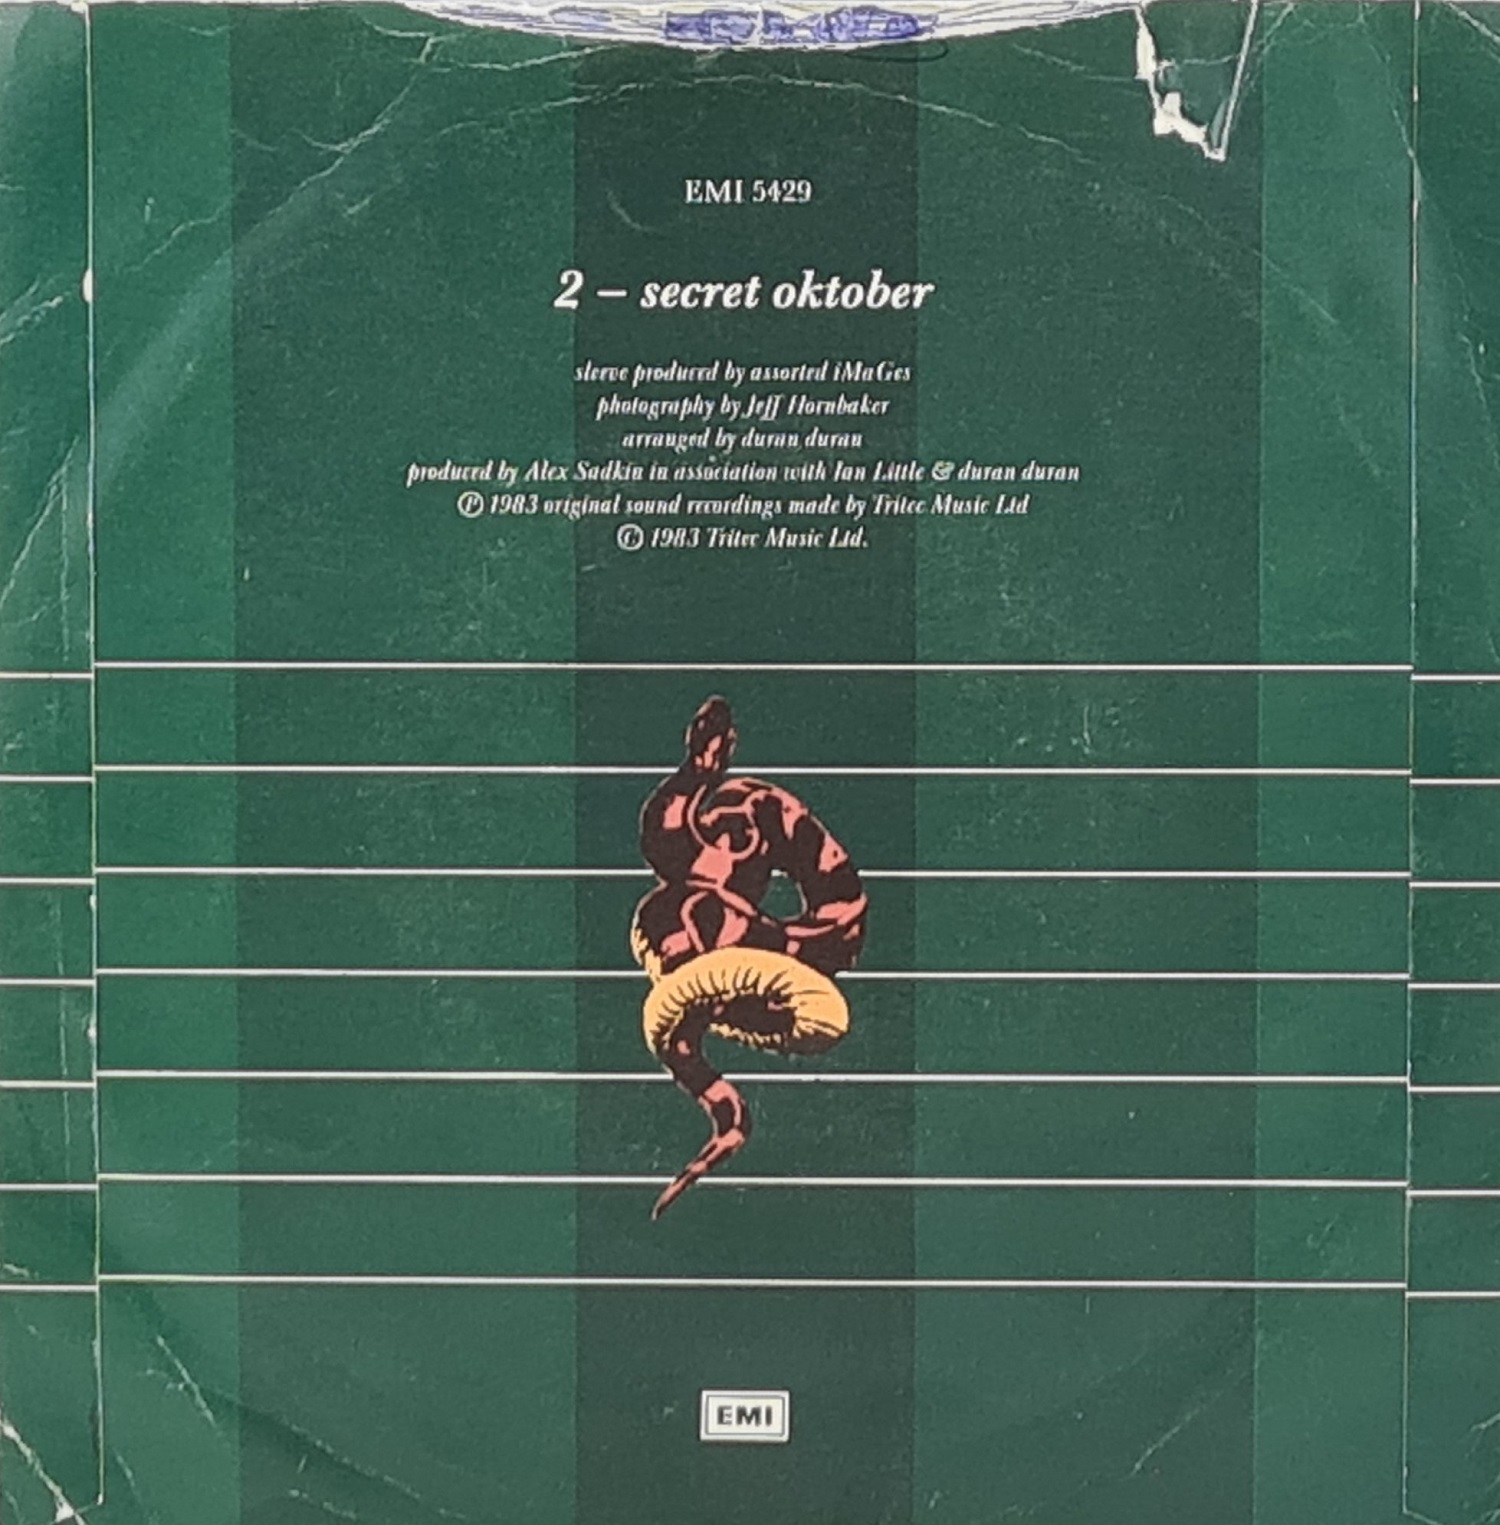 EMI 5429
2 – secret oktober
sleeve produced by assorted iMaGes
photography by Jeff Hornbaker
arranged by duran duran
produced by Alex Sadkin in association with Ian Little & duran duran
Ⓟ 1983 original sound recordings made by Tritec Music Ltd
© 1983 Tritec Music Ltd.
EMI